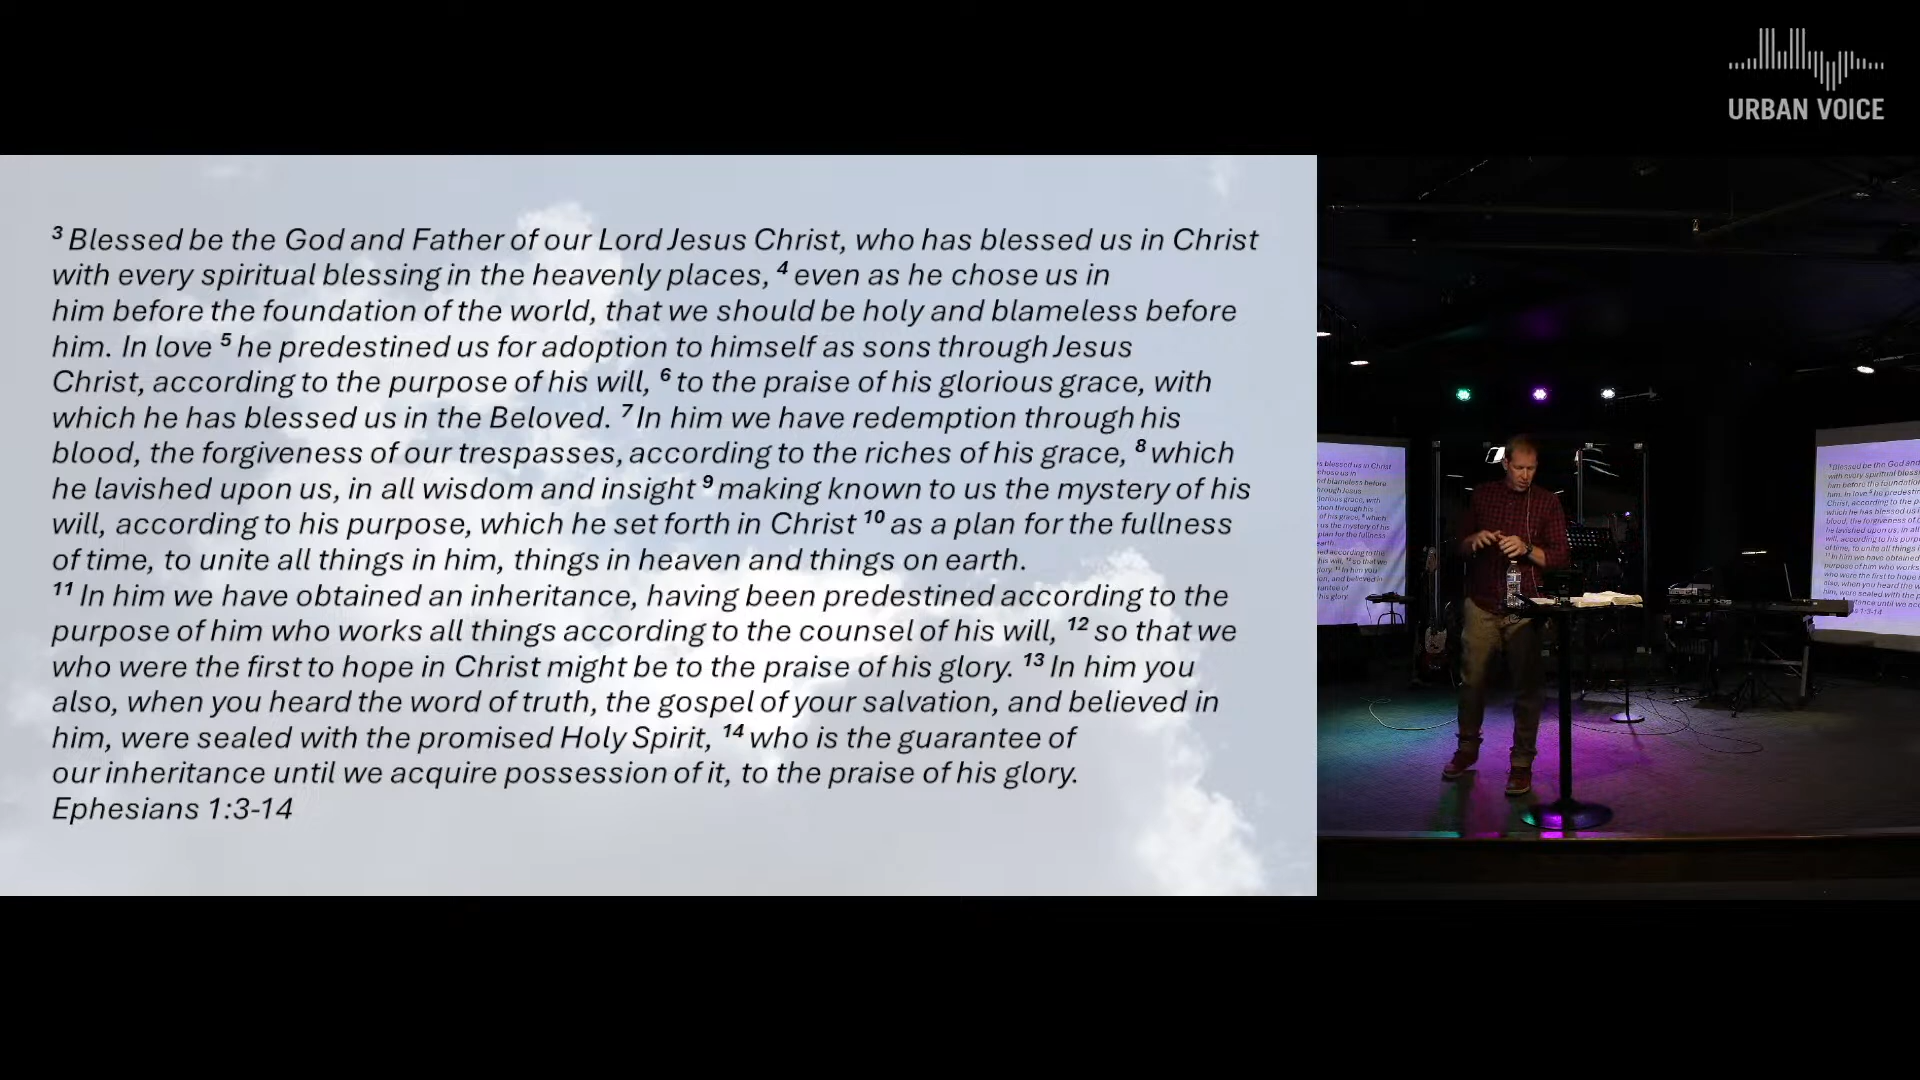 URBAN VOICE
3 Blessed be the God and Father of our Lord Jesus Christ, who has blessed us in Christ
with every spiritual blessing in the heavenly places, 4 even as he chose us in
him before the foundation of the world, that we should be holy and blameless before
him. In love 5 he predestined us for adoption to himself as sons through Jesus
Christ, according to the purpose of his will, 6 to the praise of his glorious grace, with
which he has blessed us in the Beloved. 7 In him we have redemption through his
blood, the forgiveness of our trespasses, according to the riches of his grace, 8 which
he lavished upon us, in all wisdom and insight 9 making known to us the mystery of his
will, according to his purpose, which he set forth in Christ 10 as a plan for the fullness
of time, to unite all things in him, things in heaven and things on earth.
11 In him we have obtained an inheritance, having been predestined according to the
purpose of him who works all things according to the counsel of his will, 12 so that we
who were the first to hope in Christ might be to the praise of his glory. 13 In him you
also, when you heard the word of truth, the gospel of your salvation, and believed in
him, were sealed with the promised Holy Spirit, 14 who is the guarantee of
our inheritance until we acquire possession of it, to the praise of his glory.
Ephesians 1:3-14